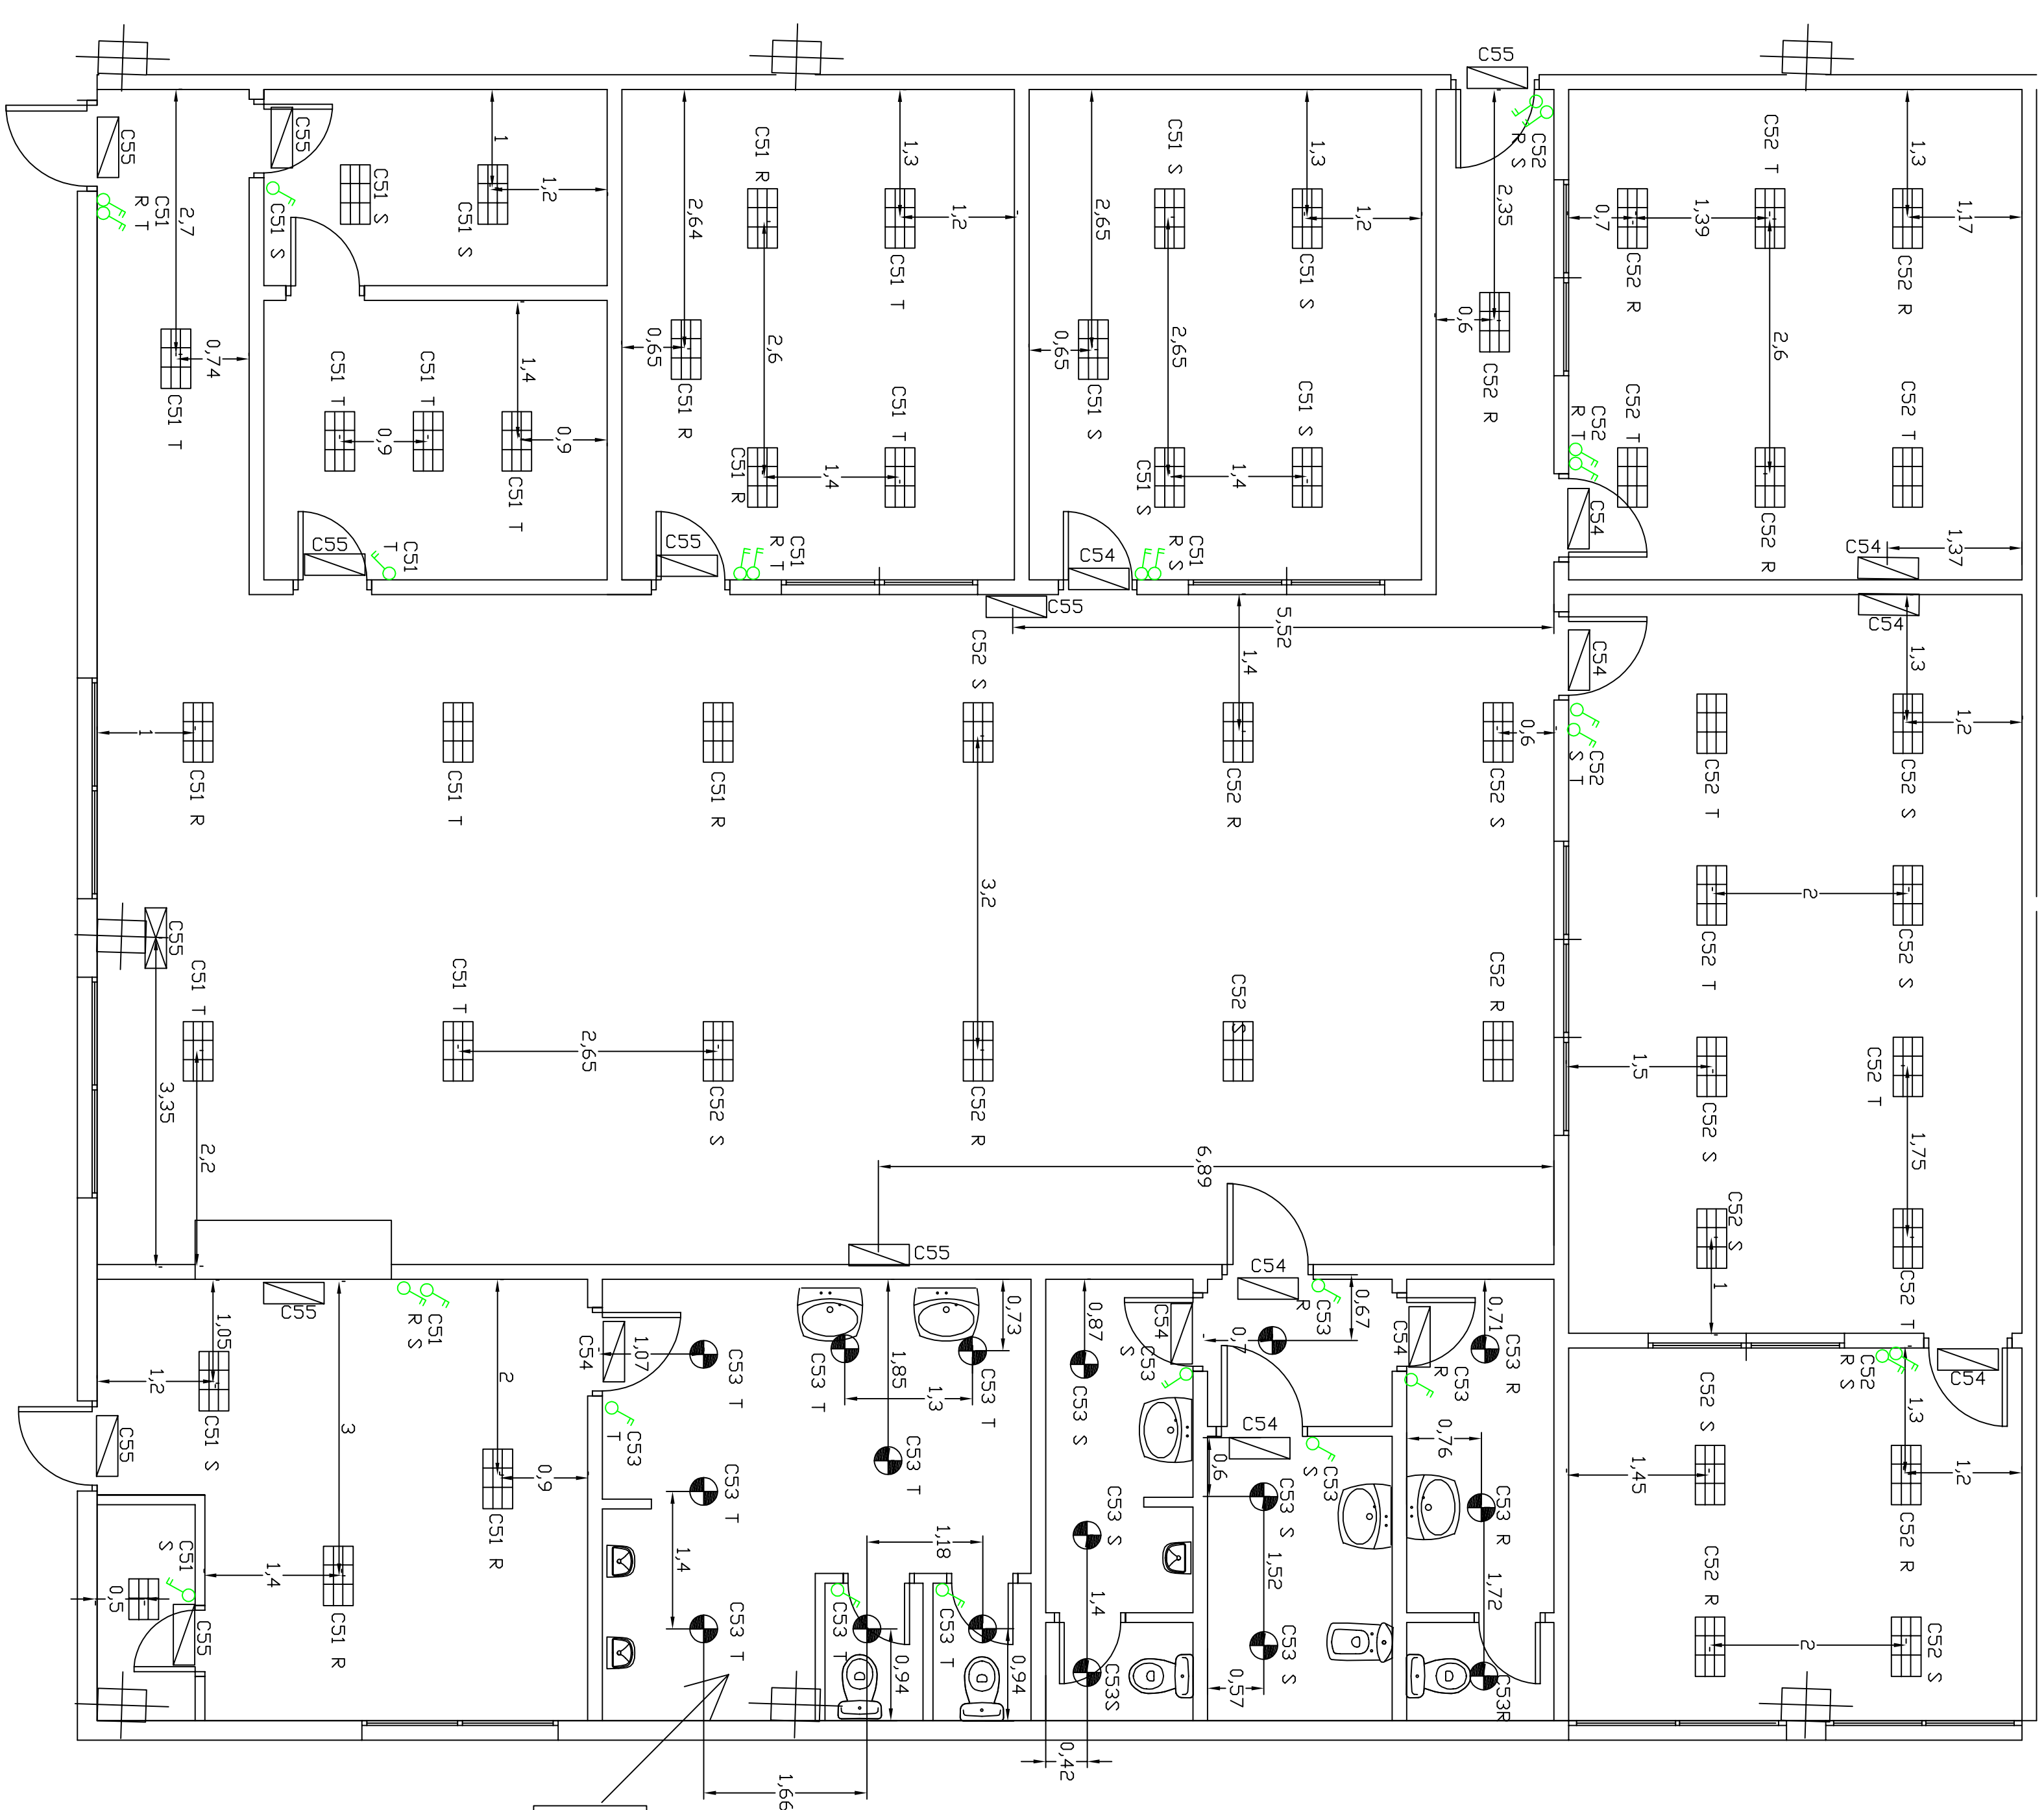 C55
C55
C55
C51
R T
2,7
0,74
C51 T
C51 S
C51 S
C51 S
1
1,2
1,4
C51 T
C51 T
0,9
0,9
C51 T
C55
C51
T
C51 R
1,3
C51 T
1,2
2,64
0,65
2,6
C51 R
C51 T
C51 R
1,4
C55
C51
R T
C51 S
1,3
C51 S
1,2
2,65
0,65
2,65
C51 S
C51 S
C51 S
1,4
C54
C51
R S
C52
R S
2,35
0,6
C52 R
C52 T
1,3
1,17
0,7
1,39
C52 R
C52 R
2,6
C52
R T
C52 T
C52 T
C52 R
C54
C54
1,37
C55
5,52
1,4
C52 S
0,6
1
C51 R
C51 T
C51 R
C52 R
C52 S
3,2
C55
C51 T
C51 T
C52 S
C52 R
2,65
C52 S
C52 R
3,35
2,2
6,89
C55
C54
C54
1,3
1,2
C52
S T
C52 T
C52 S
2
C52 T
C52 S
1,5
C52 S
C52 T
1,75
C52 S
1
C52 T
C54
C52
R S
1,3
1,2
C52 S
1,45
C52 R
C52 R
2
C52 S
C55
1,05
1,2
C51 S
C51
R S
3
2
0,9
C51 R
C55
C51
S
1,4
0,5
C55
C51 R
C54
1,07
C53 T
C53
T
C53 T
1,4
C53 T
1,85
C53 T
1,3
0,73
C53 T
C53 T
1,18
C53
T
C53 T
0,94
0,94
1,66
0,87
C54
C53
S
C53 S
C53 S
1,4
C53S
0,42
C54
C53
R
0,67
0,7
C54
0,6
C53
S
C53 S
1,52
C53 S
0,57
C54
C53
R
0,71
C53 R
0,76
C53 R
1,72
C53R